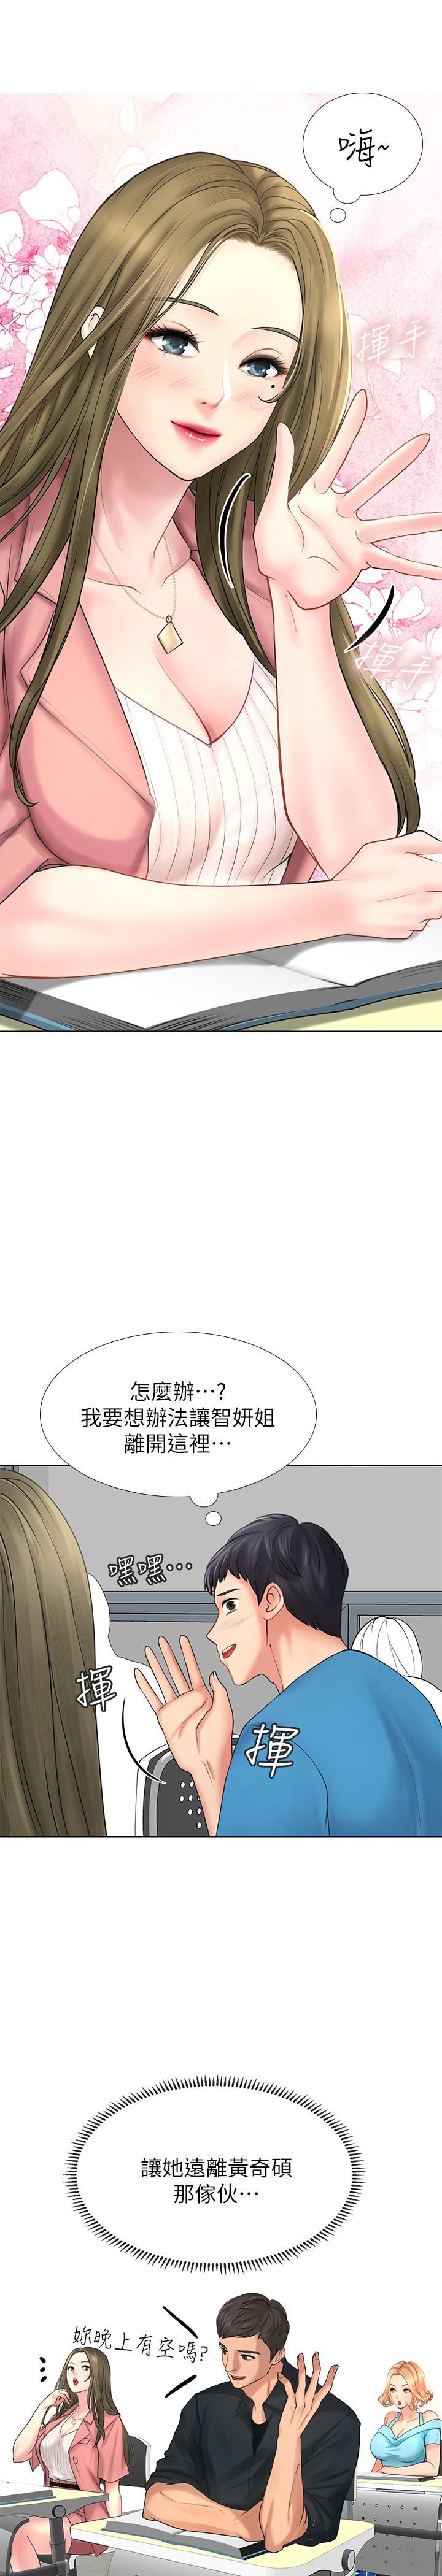 嗨~
揮手
揮手
怎麼辦…?
我要想辦法讓智妍姐
離開這裡…
嘿嘿…
揮
揮
讓她遠離黃奇碩
那傢伙…
妳晚上有空嗎?